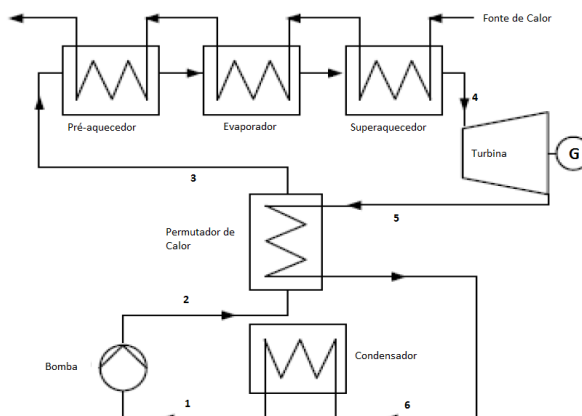 Fonte de Calor
4
Pré-aquecedor
Evaporador
Superaquecedor
Turbina
G
3
5
Permutador de
Calor
2
Bomba
Condensador
1
6